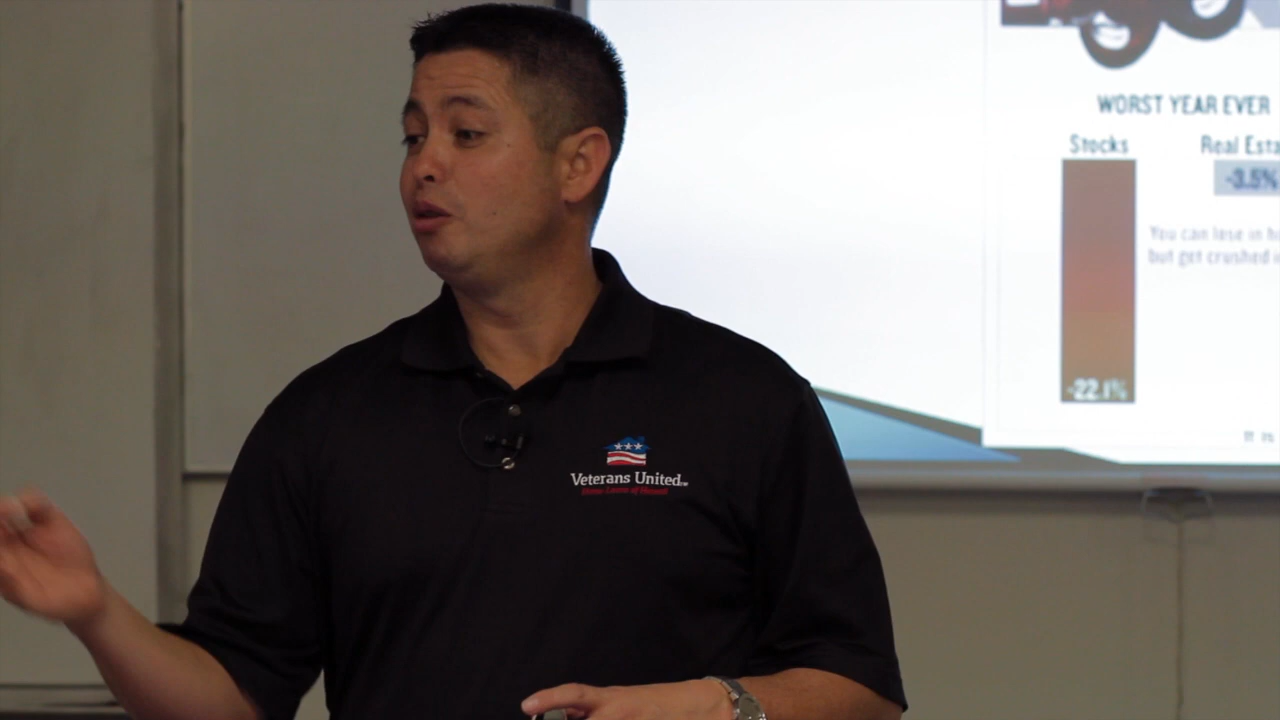 WORST YEAR EVER
Stocks
Real Esta
-3.5%
You can lose in
but get crushed
-22.1%
Veterans United